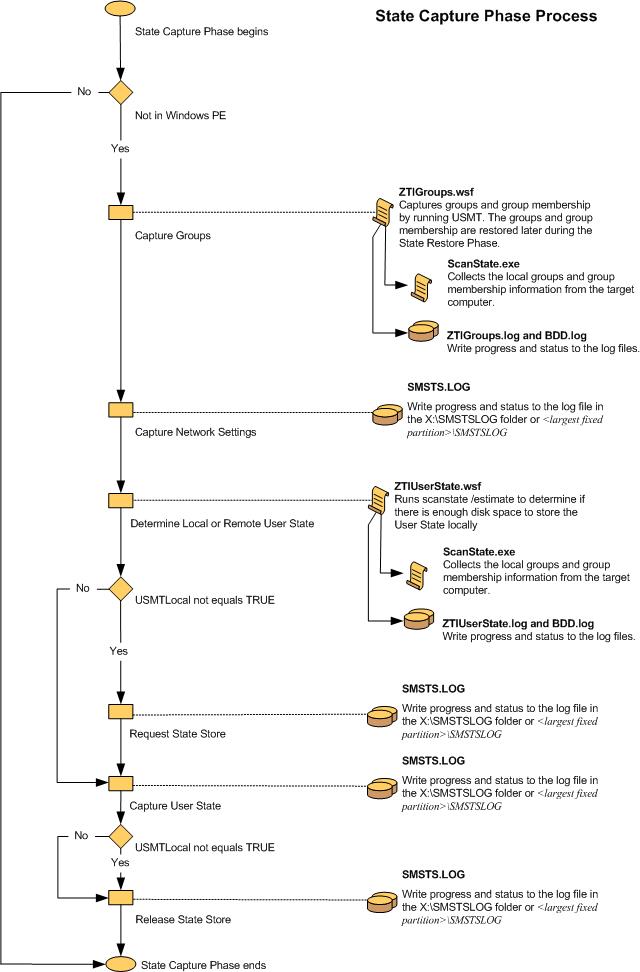 State Capture Phase Process
State Capture Phase begins
No
Not in Windows PE
Yes
ZTIGroups.wsf
Captures groups and group membership
by running USMT. The groups and group
membership are restored later during the
State Restore Phase.
Capture Groups
ScanState.exe
Collects the local groups and group
membership information from the target
computer.
ZTIGroups.log and BDD.log
Write progress and status to the log files.
SMSTS.LOG
Write progress and status to the log file in
the X:\SMSTSLOG folder or <largest fixed
partition>\SMSTSLOG
Capture Network Settings
ZTIUserState.wsf
Runs scanstate /estimate to determine if
there is enough disk space to store the
User State locally
Determine Local or Remote User State
ScanState.exe
Collects the local groups and group
membership information from the target
computer.
No
USMTLocal not equals TRUE
ZTIUserState.log and BDD.log
Write progress and status to the log files.
Yes
SMSTS.LOG
Write progress and status to the log file in
the X:\SMSTSLOG folder or <largest fixed
partition>\SMSTSLOG
Request State Store
SMSTS.LOG
Write progress and status to the log file in
the X:\SMSTSLOG folder or <largest fixed
partition>\SMSTSLOG
Capture User State
No
USMTLocal not equals TRUE
Yes
SMSTS.LOG
Write progress and status to the log file in
the X:\SMSTSLOG folder or <largest fixed
partition>\SMSTSLOG
Release State Store
State Capture Phase ends